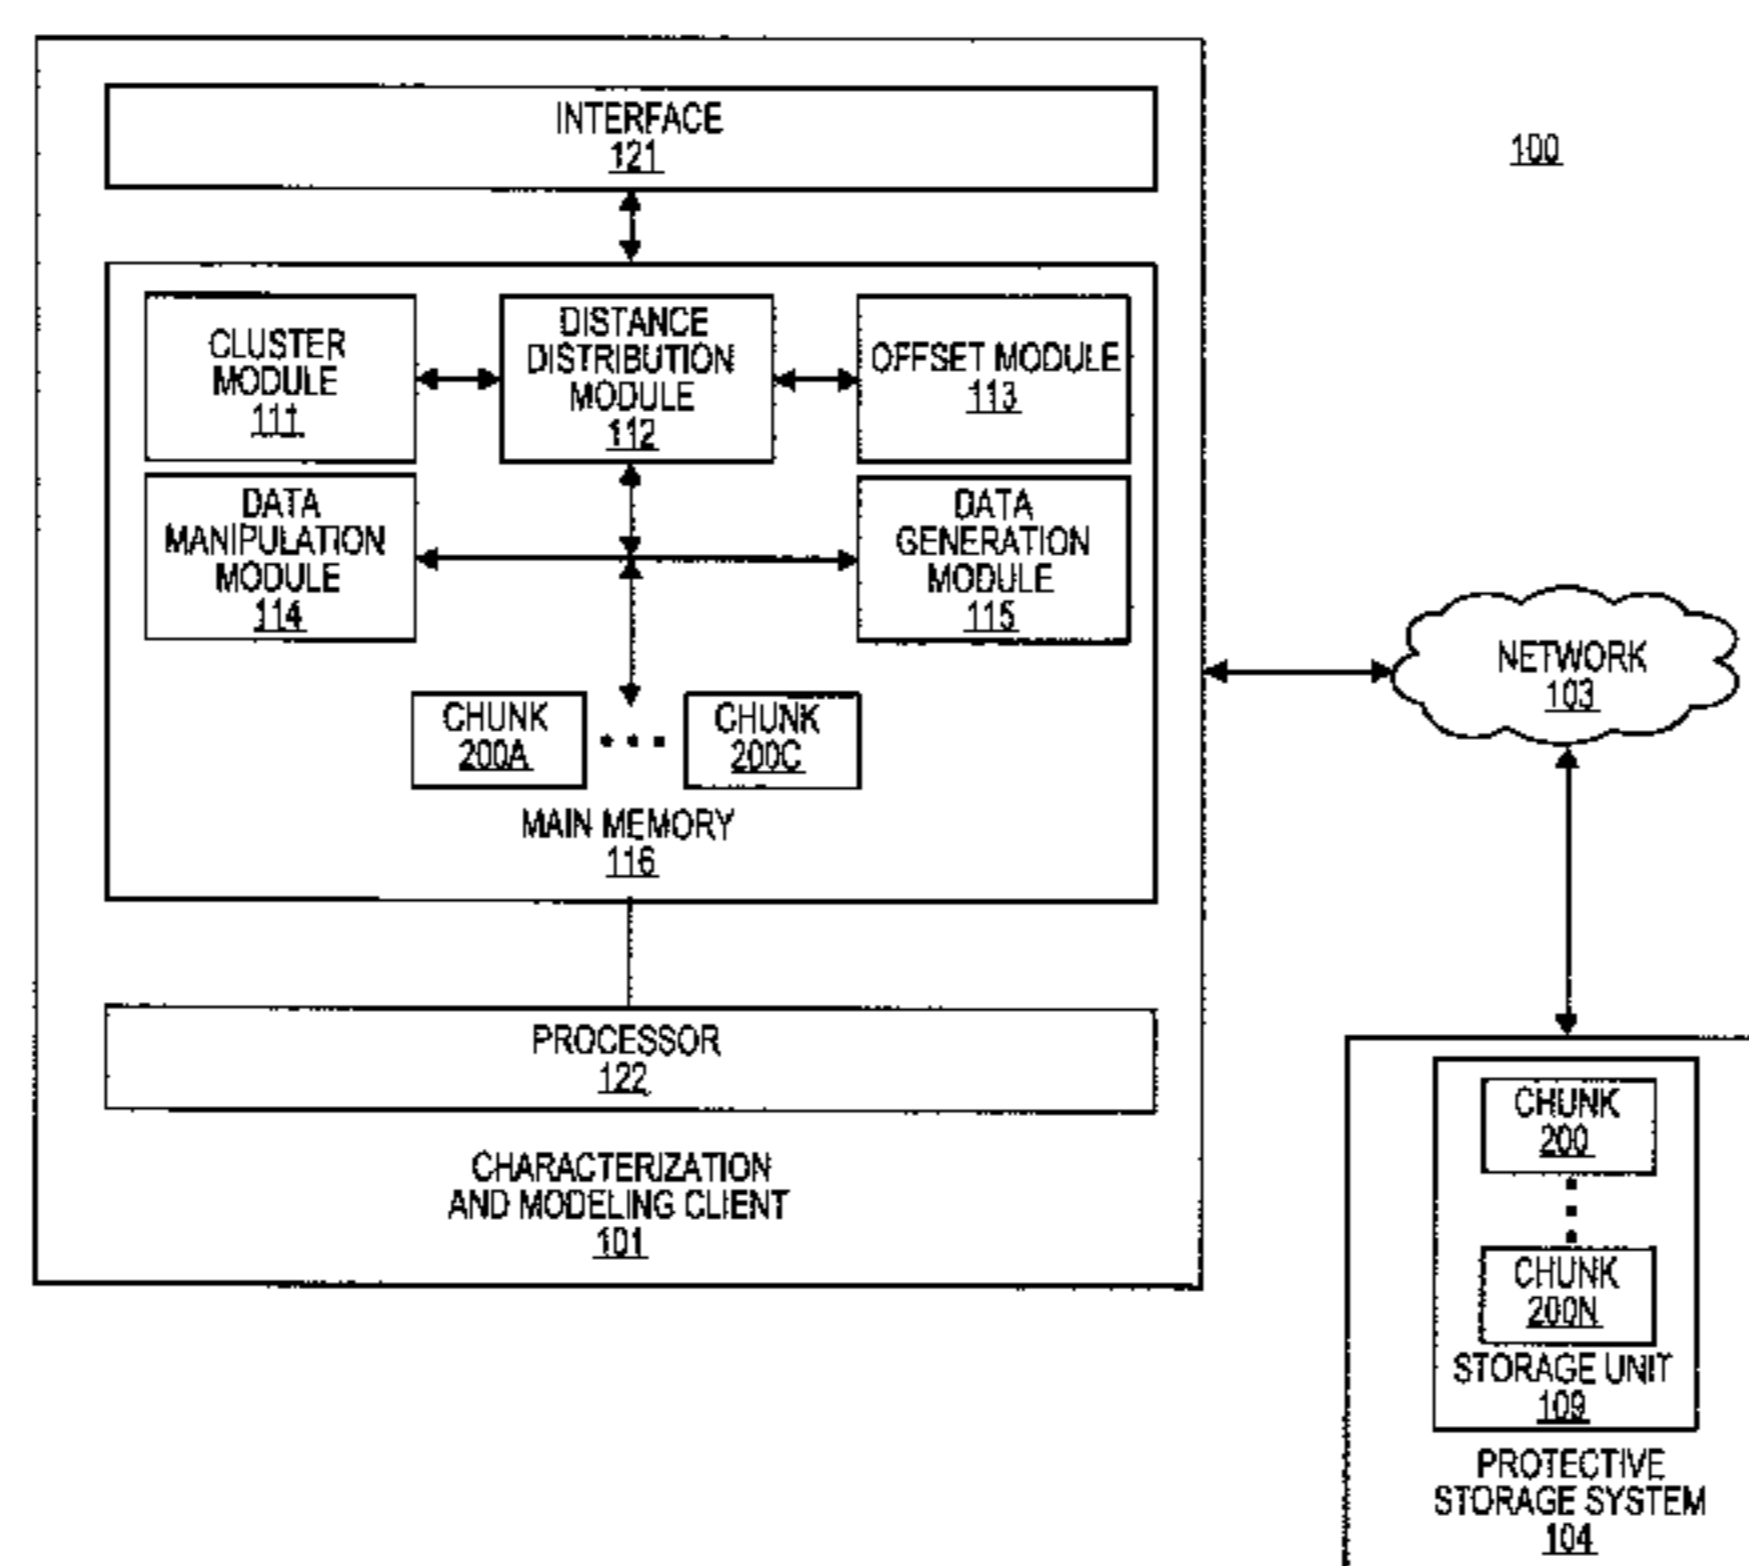 INTERFACE
121
100
CLUSTER
MODULE
111
DISTANCE
DISTRIBUTION
MODULE
112
OFFSET MODULE
113
DATA
MANIPULATION
MODULE
114
DATA
GENERATION
MODULE
115
CHUNK
200A
CHUNK
200C
MAIN MEMORY
116
NETWORK
103
PROCESSOR
122
CHARACTERIZATION
AND MODELING CLIENT
101
CHUNK
200
CHUNK
200N
STORAGE UNIT
109
PROTECTIVE
STORAGE SYSTEM
104